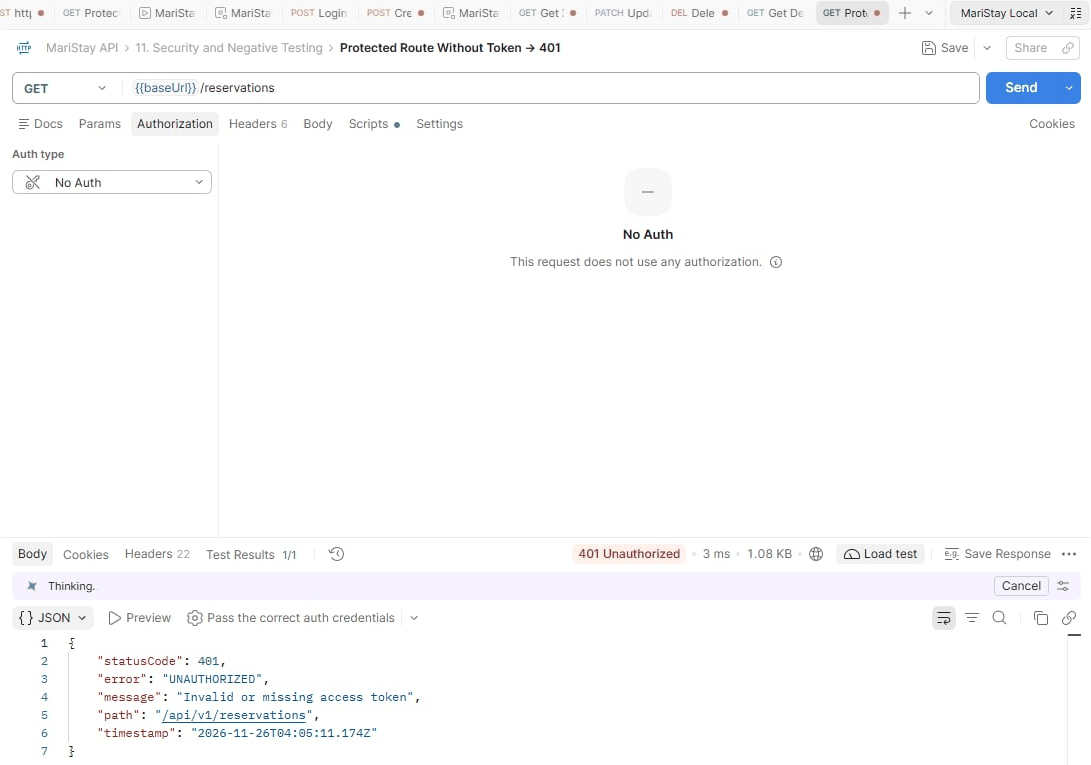 ST http GET Protec MariSta MariSta POST Login POST Cre MariSta GET Get PATCH Upd DEL Dele GET Get De GET Prot MariStay Local
HTTP MariStay API > 11. Security and Negative Testing > Protected Route Without Token → 401 Save Share
GET {{baseUrl}} /reservations Send
Docs Params Authorization Headers 6 Body Scripts Settings Cookies
Auth type
No Auth
No Auth
This request does not use any authorization.
Body Cookies Headers 22 Test Results 1/1 401 Unauthorized 3 ms 1.08 KB Load test e.g. Save Response
Thinking. Cancel
{} JSON Preview Pass the correct auth credentials
1 {
2 "statusCode": 401,
3 "error": "UNAUTHORIZED",
4 "message": "Invalid or missing access token",
5 "path": "/api/v1/reservations",
6 "timestamp": "2026-11-26T04:05:11.174Z"
7 }